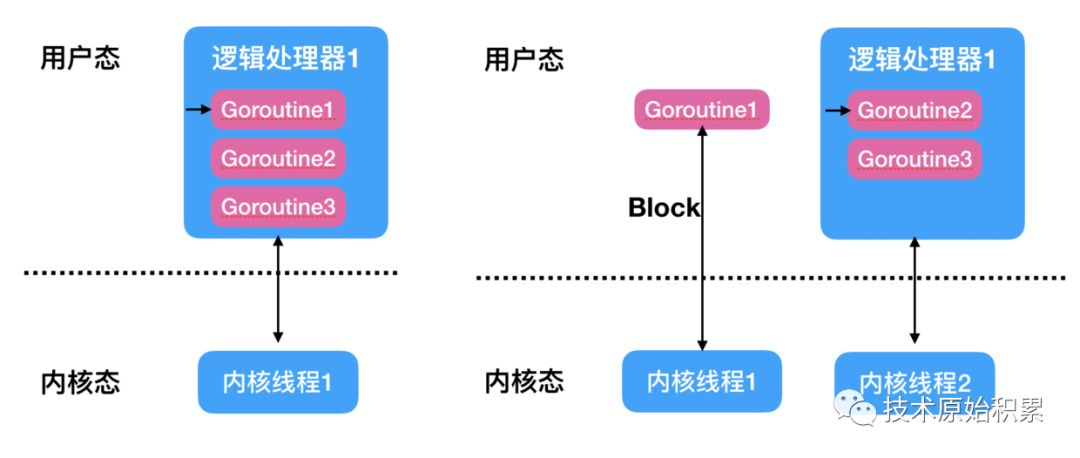 用户态
逻辑处理器1
Goroutine1
Goroutine2
Goroutine3
内核态
内核线程1
用户态
逻辑处理器1
Goroutine1
Goroutine2
Goroutine3
Block
内核态
内核线程1
内核线程2
技术原始积累